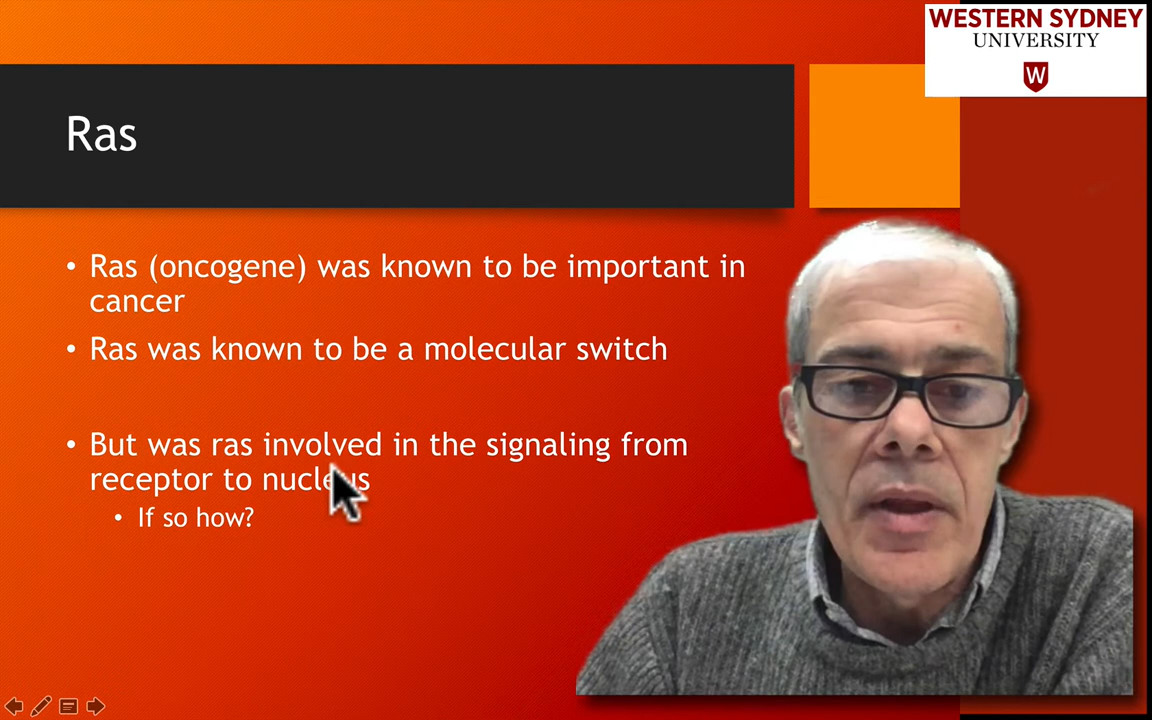 WESTERN SYDNEY
UNIVERSITY
W
Ras
• Ras (oncogene) was known to be important in
cancer
• Ras was known to be a molecular switch
• But was ras involved in the signaling from
receptor to nucleus
• If so how?